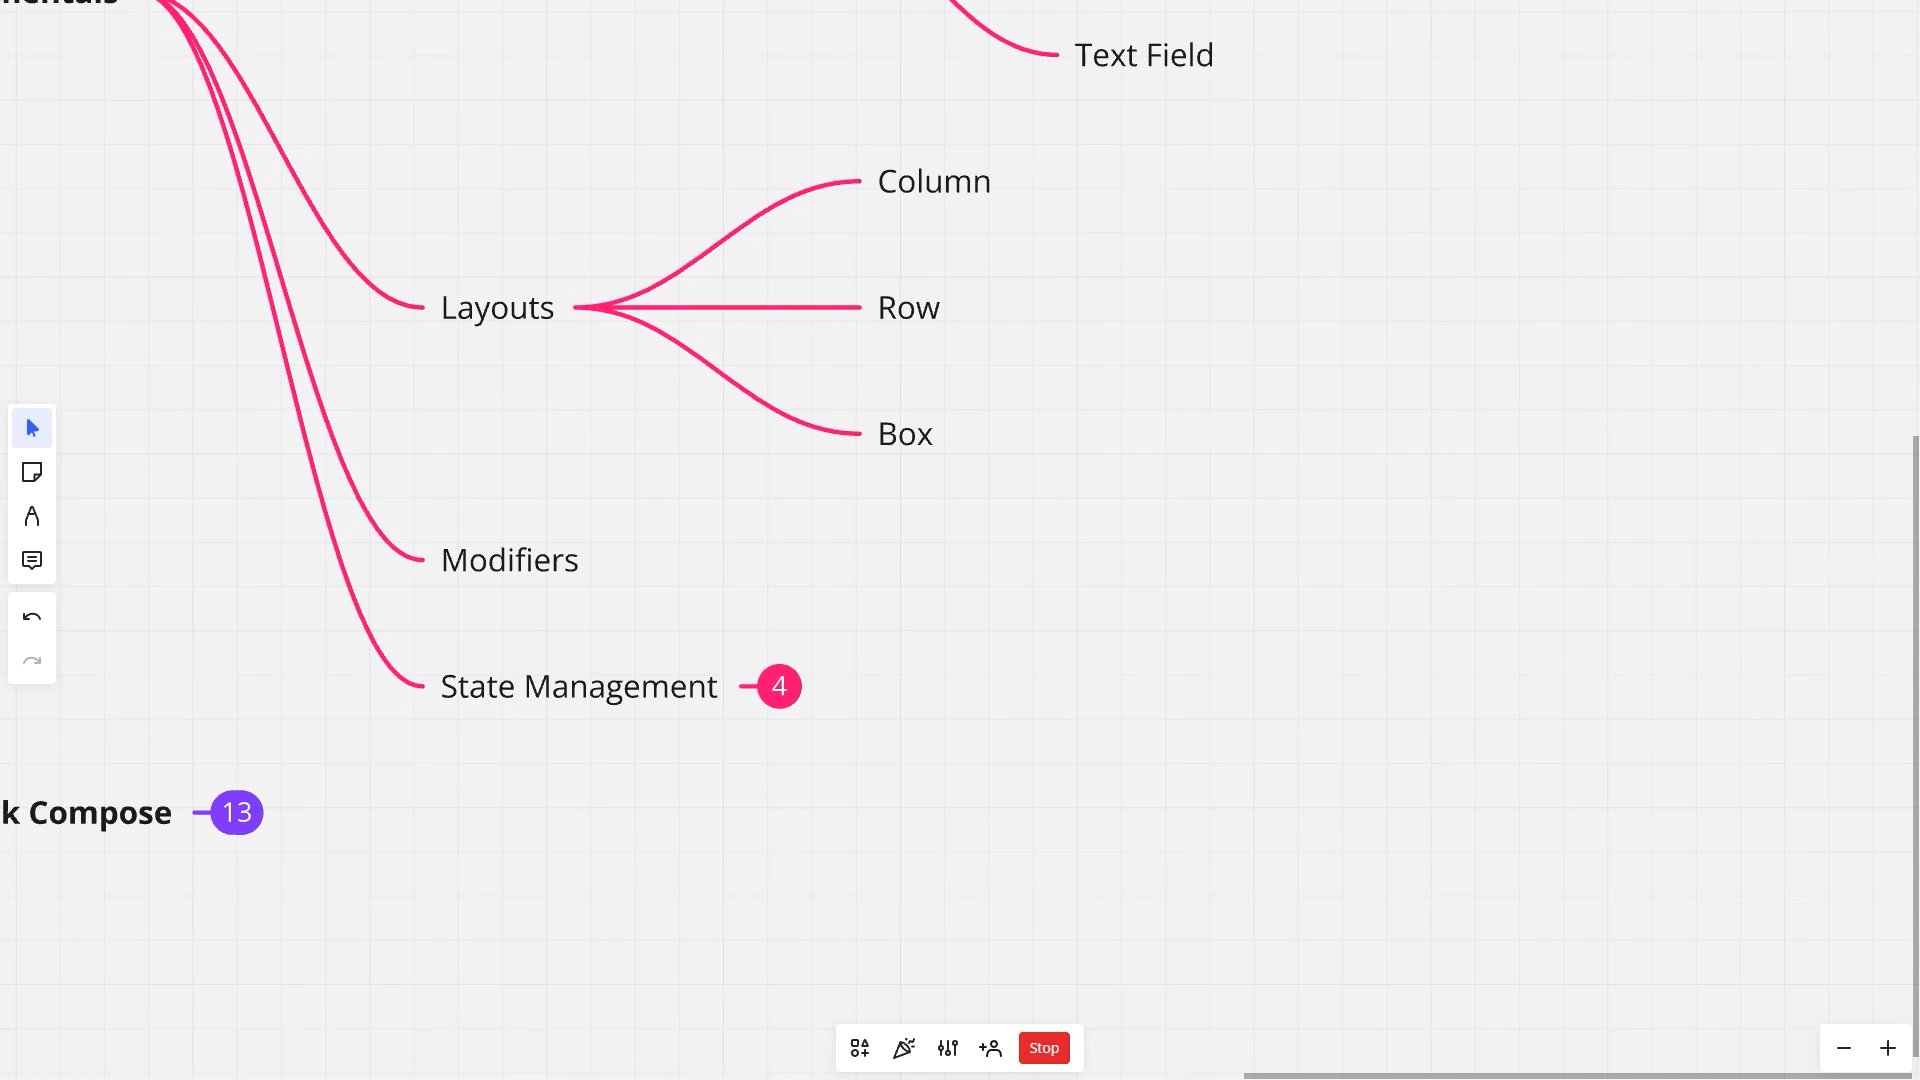 Text Field
Column
Layouts
Row
Box
Modifiers
State Management
4
k Compose
13
Stop